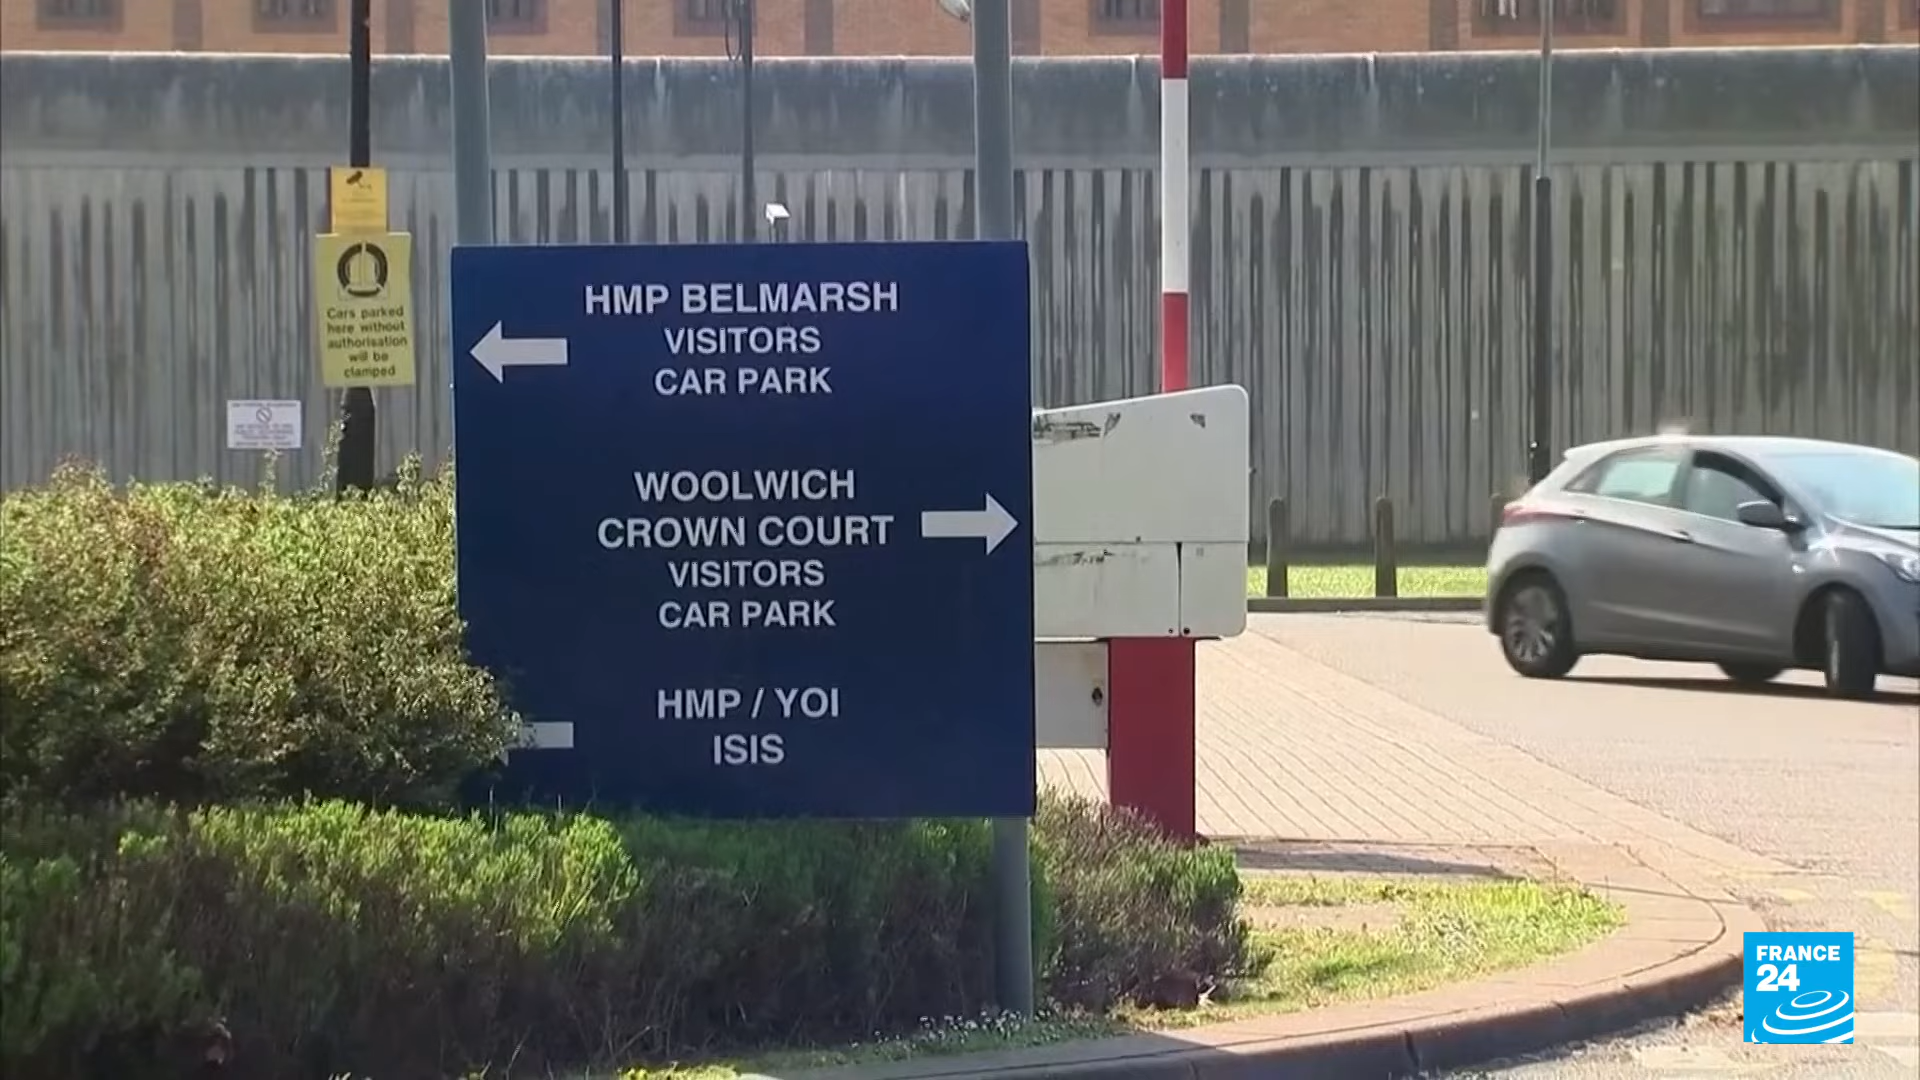 HMP BELMARSH
VISITORS
CAR PARK
WOOLWICH
CROWN COURT
VISITORS
CAR PARK
HMP / YOI
ISIS
Cars parked
here without
authorisation
will be
clamped
FRANCE
24